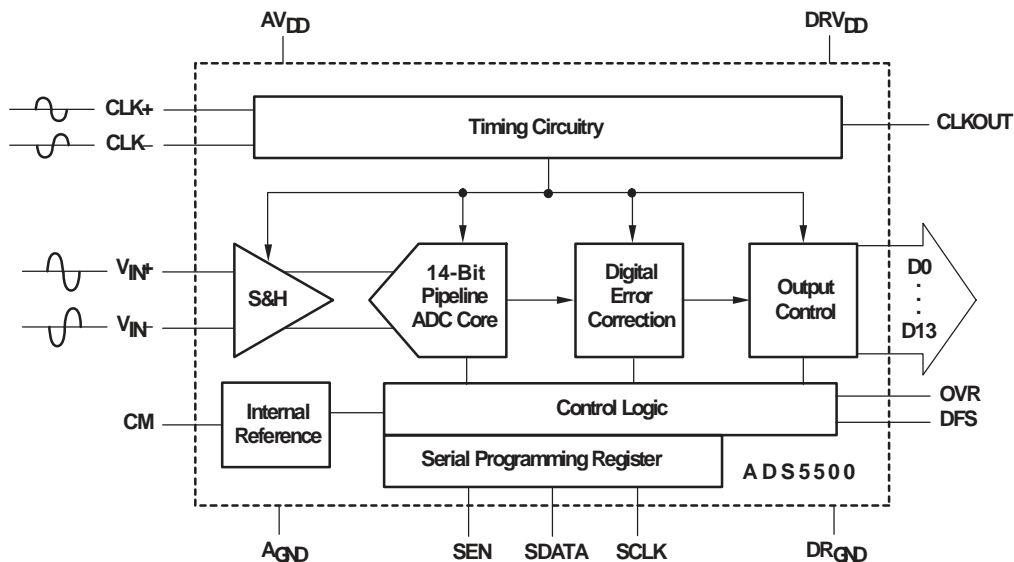 AVDD
DRVDD
CLK+
Timing Circuitry
CLKOUT
CLK–
VIN+
S&H
14-Bit
Pipeline
ADC Core
Digital
Error
Correction
Output
Control
D0
.
.
.
.
D13
VIN–
CM
Internal
Reference
Control Logic
OVR
DFS
Serial Programming Register
ADS5500
AGND
SEN
SDATA
SCLK
DRGND